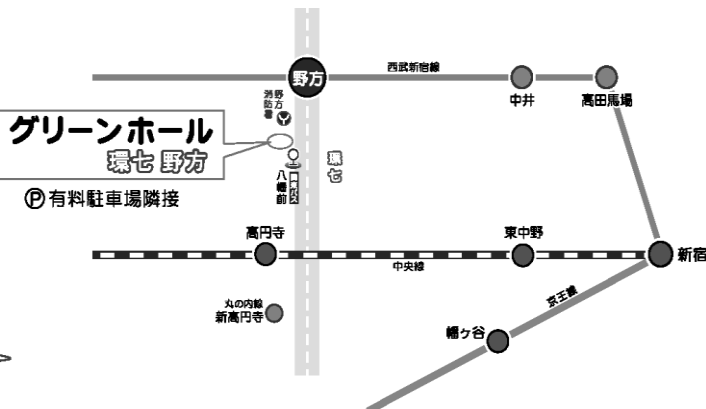 西武新宿線
野方
中井
高田馬場
野方
消防署
グリーンホール
環七 野方
環七
八幡前
関東バス
Ⓟ有料駐車場隣接
高円寺
東中野
新宿
中央線
丸の内線
新高円寺
京王線
幡ヶ谷